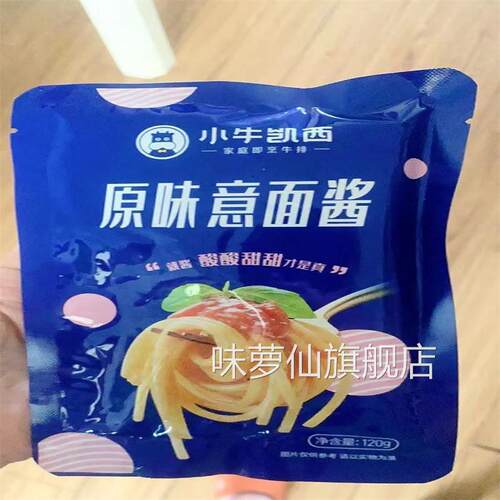 小牛凯西
家庭即烹牛排
原味意面酱
“蘸酱 酸酸甜甜才是真”
味萝仙旗舰店
净含量:120g
图片仅供参考 请以实物为准